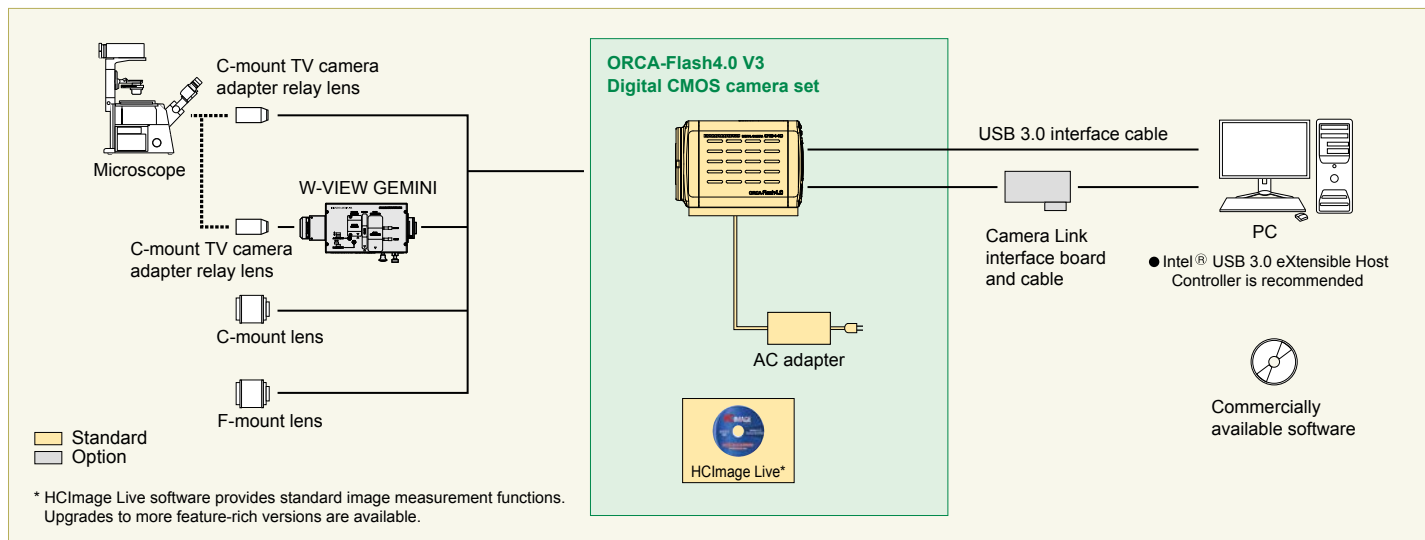 C-mount TV camera
adapter relay lens
Microscope
W-VIEW GEMINI
C-mount TV camera
adapter relay lens
C-mount lens
F-mount lens
Standard
Option
* HCImage Live software provides standard image measurement functions.
Upgrades to more feature-rich versions are available.
ORCA-Flash4.0 V3
Digital CMOS camera set
ORCA-Flash4.0
AC adapter
HCImage Live*
USB 3.0 interface cable
Camera Link
interface board
and cable
PC
● Intel® USB 3.0 eXtensible Host
Controller is recommended
Commercially
available software